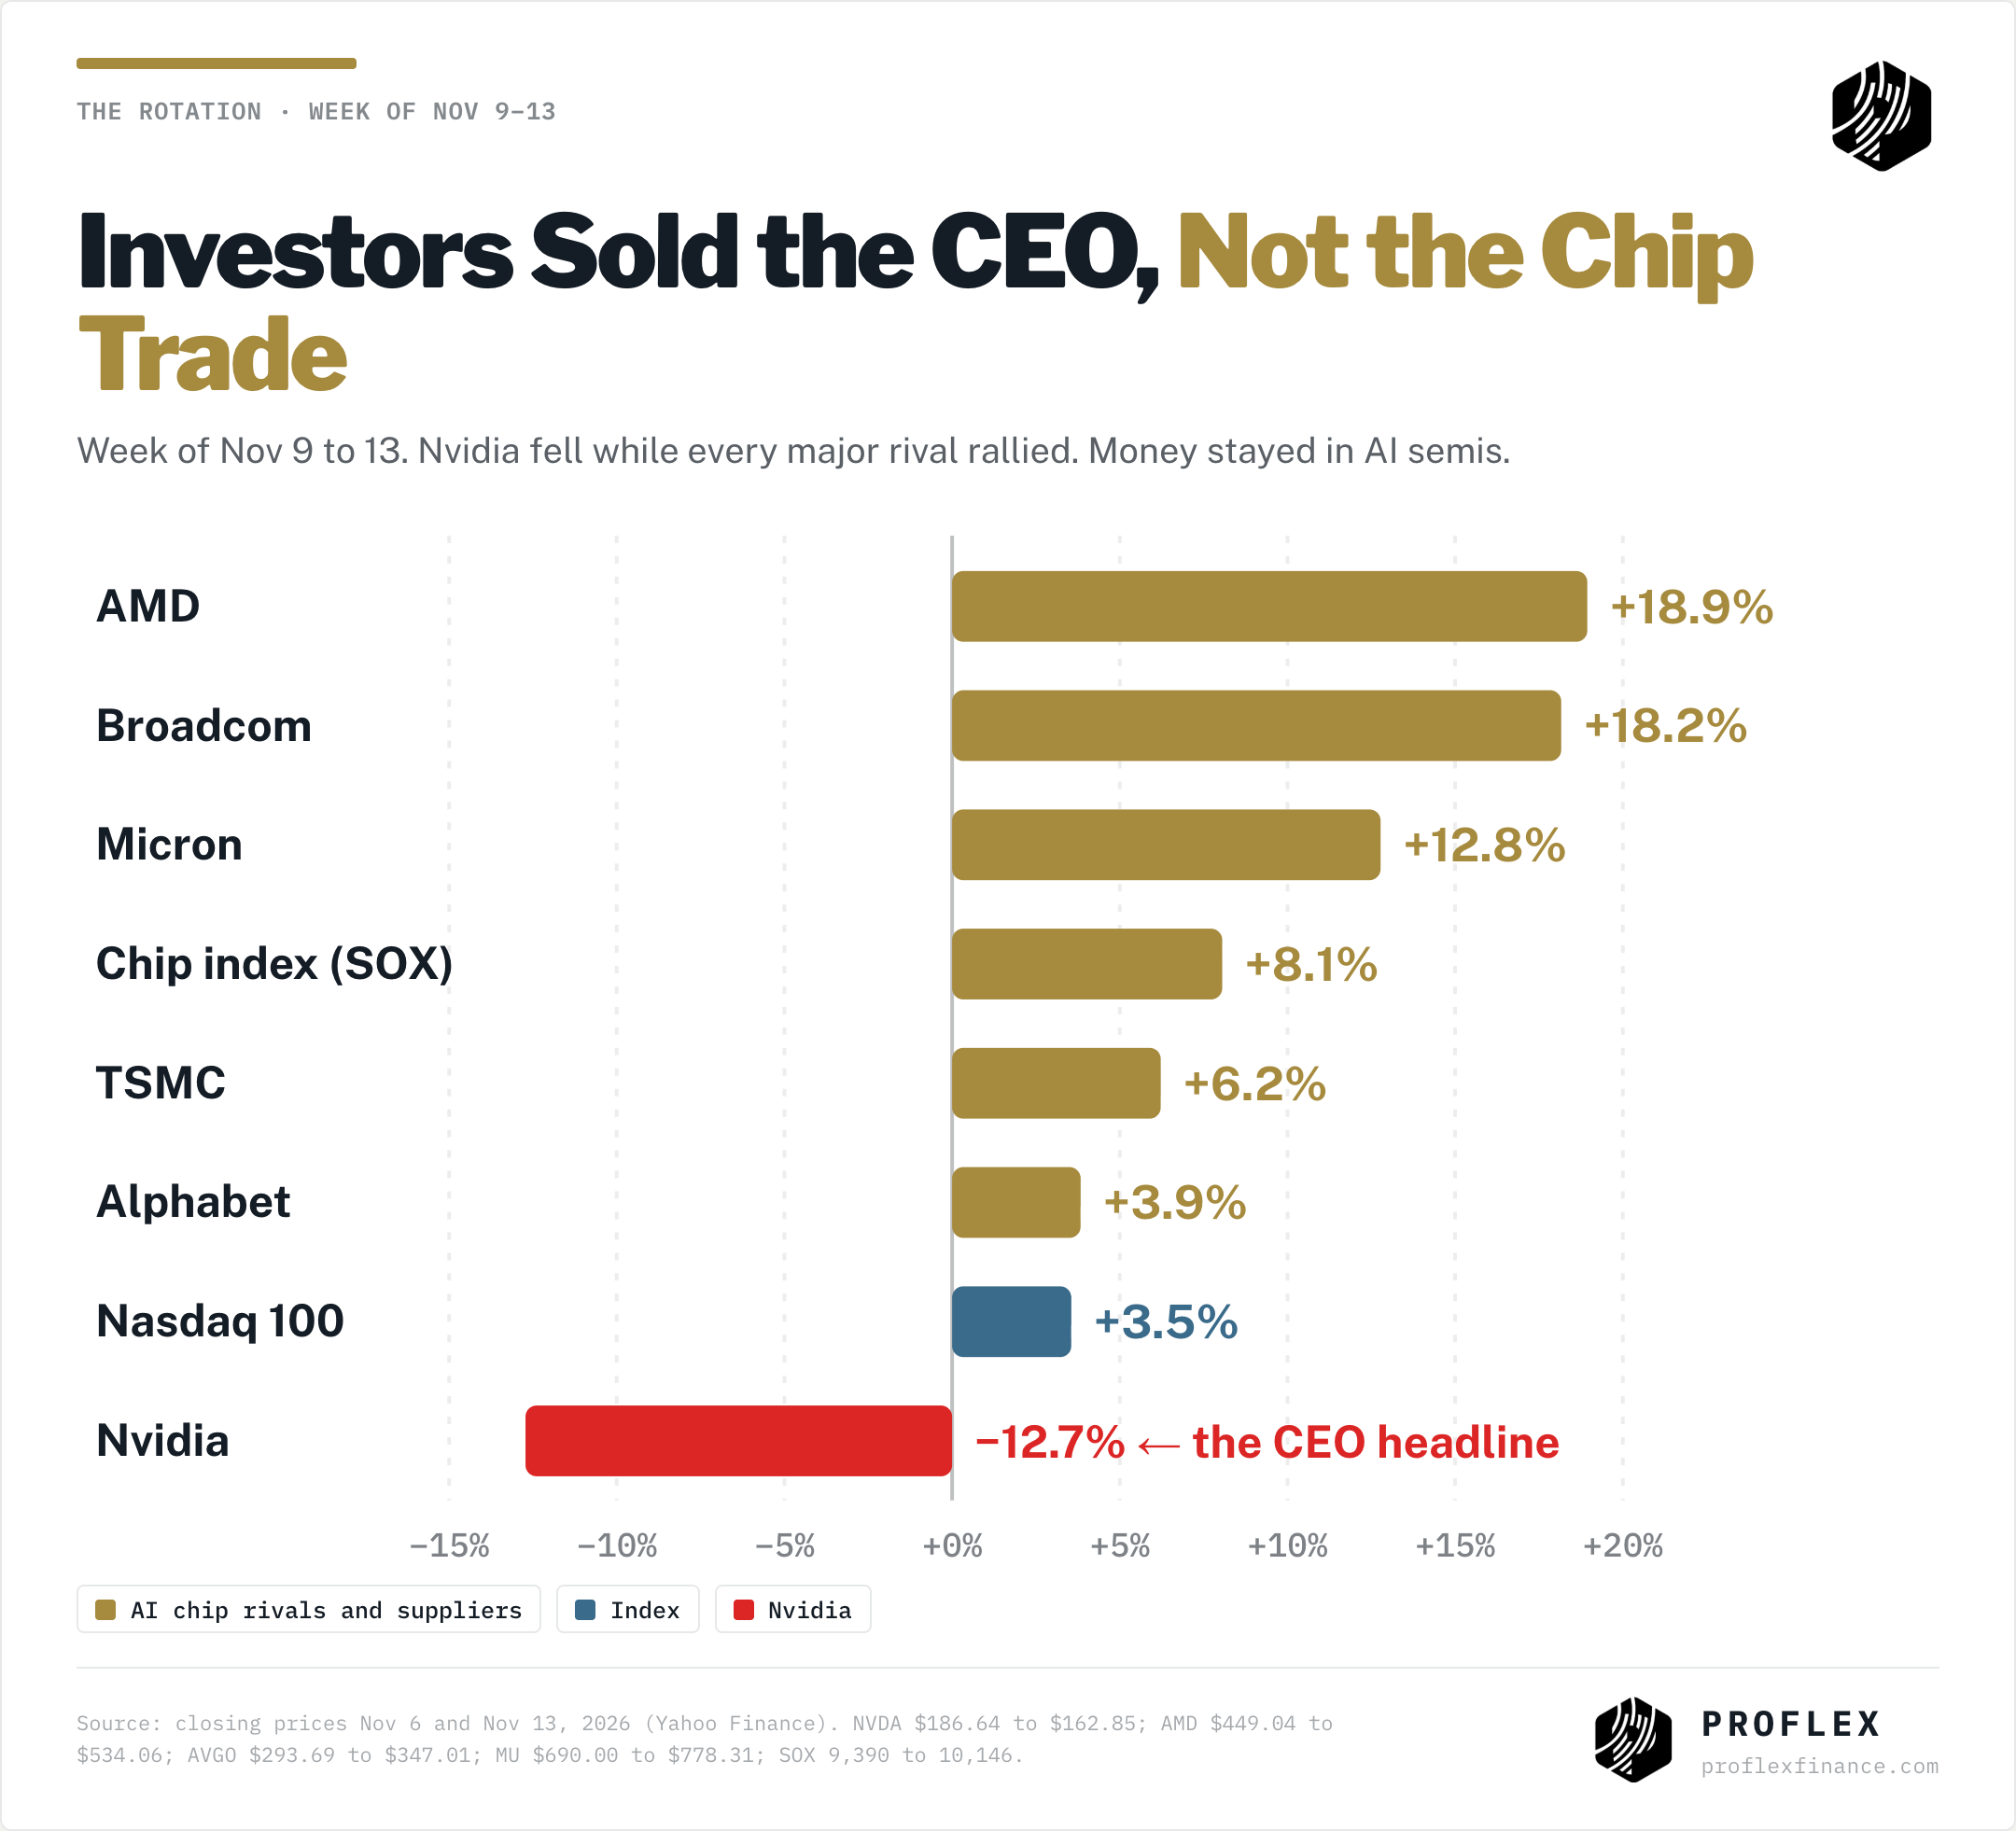 THE ROTATION · WEEK OF NOV 9–13
Investors Sold the CEO, Not the Chip
Trade
Week of Nov 9 to 13. Nvidia fell while every major rival rallied. Money stayed in AI semis.
AMD
+18.9%
Broadcom
+18.2%
Micron
+12.8%
Chip index (SOX)
+8.1%
TSMC
+6.2%
Alphabet
+3.9%
Nasdaq 100
+3.5%
Nvidia
−12.7% ← the CEO headline
−15% −10% −5% +0% +5% +10% +15% +20%
AI chip rivals and suppliers Index Nvidia
Source: closing prices Nov 6 and Nov 13, 2026 (Yahoo Finance). NVDA $186.64 to $162.85; AMD $449.04 to
$534.06; AVGO $293.69 to $347.01; MU $690.00 to $778.31; SOX 9,390 to 10,146.
PROFLEX
proflexfinance.com